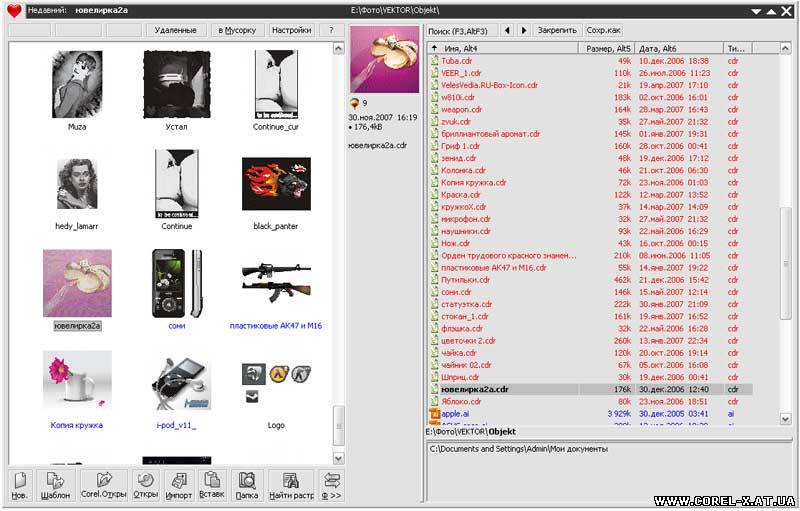 Недавний: ювелирка2а
E:\Фото\VEKTOR\Objekt\
Удаленные
в Мусорку
Настройки
?
Muza
Устал
Continue_cur
hedy_lamarr
Continue
black_panter
ювелирка2а
сони
пластиковые АК47 и М16
Копия кружка
i-pod_v11_
Logo
Нов.
Шаблон
Corel.Откры
Откры
Импорт
Вставк
Папка
Найти растр
Ф >>
9
30.ноя.2007 16:19
• 176,4kB
ювелирка2а.cdr
Поиск (F3,AltF3)
Закрепить
Сохр.как
Имя, Alt4 Размер, Alt5 Дата, Alt6 Ти...
Tuba.cdr 49k 10.дек.2006 18:38 cdr
VEER_1.cdr 110k 26.июл.2006 11:23 cdr
VelesVedia.RU-Box-Icon.cdr 21k 19.апр.2007 17:10 cdr
w810i.cdr 183k 02.окт.2006 16:01 cdr
weapon.cdr 164k 28.мар.2006 16:43 cdr
zvuk.cdr 35k 27.май.2006 21:32 cdr
бриллиантовый аромат.cdr 145k 01.янв.2007 19:31 cdr
Гриф 1.cdr 160k 28.окт.2006 00:41 cdr
зенид.cdr 48k 19.дек.2006 17:12 cdr
Колонка.cdr 46k 21.окт.2006 06:30 cdr
Копия кружка.cdr 72k 23.ноя.2006 01:03 cdr
Краска.cdr 122k 12.мар.2007 13:52 cdr
кружкоХ.cdr 37k 14.мар.2007 14:09 cdr
микрофон.cdr 32k 27.май.2006 21:32 cdr
наушники.cdr 93k 22.май.2006 16:29 cdr
Нож.cdr 43k 16.окт.2006 00:15 cdr
Орден трудового красного знамен... 210k 08.июн.2006 11:05 cdr
пластиковые АК47 и М16.cdr 55k 14.янв.2007 19:22 cdr
Путильки.cdr 462k 21.дек.2006 15:42 cdr
сони.cdr 146k 15.май.2007 12:14 cdr
статуэтка.cdr 222k 30.янв.2007 21:09 cdr
стокан_1.cdr 161k 19.янв.2007 16:52 cdr
флэшка.cdr 32k 22.май.2006 16:28 cdr
цветочки 2.cdr 260k 13.янв.2007 22:34 cdr
чайка.cdr 120k 20.окт.2006 19:14 cdr
чайник 02.cdr 67k 05.окт.2006 16:08 cdr
Шприц.cdr 30k 19.дек.2006 00:41 cdr
ювелирка2а.cdr 176k 30.дек.2006 12:40 cdr
Яблоко.cdr 80k 23.ноя.2006 18:51 cdr
apple.ai 3 929k 30.дек.2005 03:41 ai
E:\Фото\VEKTOR\Objekt
C:\Documents and Settings\Admin\Мои документы
WWW.COREL-X.AT.UA